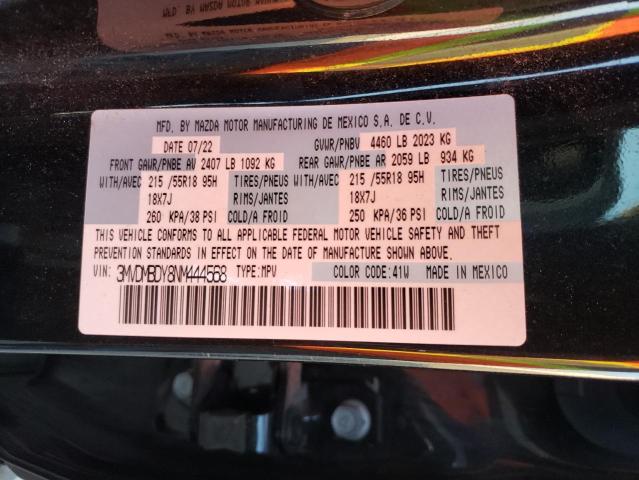 MFD. BY MAZDA MOTOR MANUFACTURING DE MEXICO S.A. DE C.V.
DATE 07/22 GVWR/PNBV 4460 LB 2023 KG
FRONT GAWR/PNBE AV 2407 LB 1092 KG REAR GAWR/PNBE AR 2059 LB 934 KG
WITH/AVEC 215 /55R18 95H TIRES/PNEUS WITH/AVEC 215 /55R18 95H TIRES/PNEUS
18X7J RIMS/JANTES 18X7J RIMS/JANTES
260 KPA/38 PSI COLD/A FROID 250 KPA/36 PSI COLD/A FROID
THIS VEHICLE CONFORMS TO ALL APPLICABLE FEDERAL MOTOR VEHICLE SAFETY AND THEFT
PREVENTION STANDARDS IN EFFECT ON THE DATE OF MANUFACTURE SHOWN ABOVE.
VIN: 3MVDMBDY8NM444568 TYPE:MPV COLOR CODE:41W MADE IN MEXICO